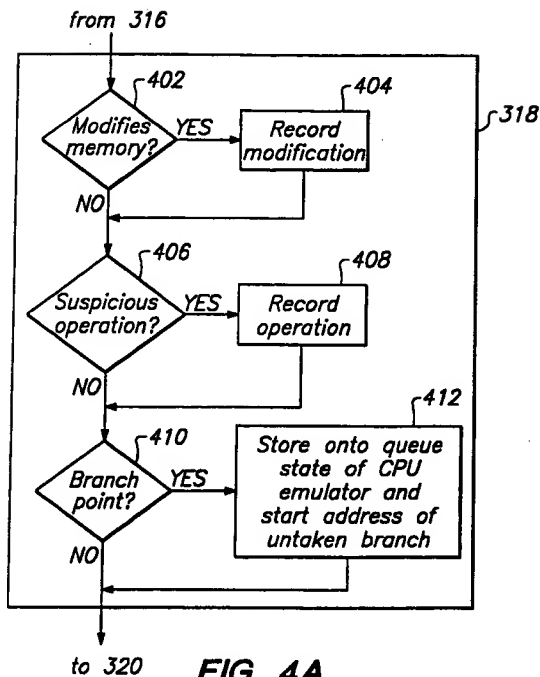 from 316
402
404
318
Modifies
memory?
YES
Record
modification
NO
406
408
Suspicious
operation?
YES
Record
operation
NO
410
412
Branch
point?
YES
Store onto queue
state of CPU
emulator and
start address of
untaken branch
NO
to 320
FIG. 4A